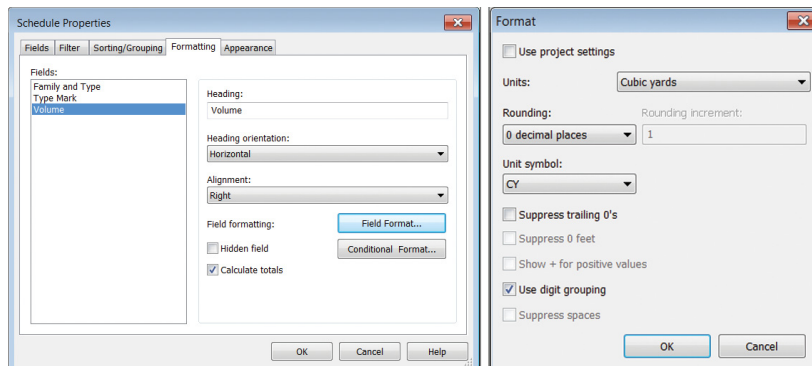 Schedule Properties
Fields Filter Sorting/Grouping Formatting Appearance
Fields:
Family and Type
Type Mark
Volume
Heading:
Volume
Heading orientation:
Horizontal
Alignment:
Right
Field formatting:
Field Format...
Hidden field
Conditional Format...
Calculate totals
OK Cancel Help
Format
Use project settings
Units: Cubic yards
Rounding: Rounding increment:
0 decimal places 1
Unit symbol:
CY
Suppress trailing 0's
Suppress 0 feet
Show + for positive values
Use digit grouping
Suppress spaces
OK Cancel